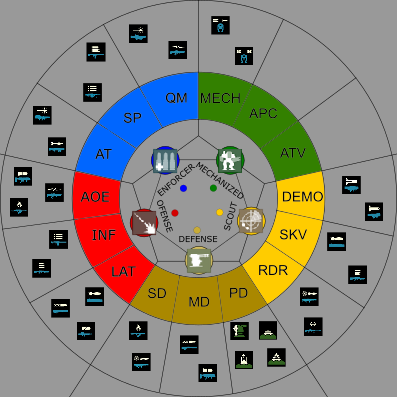 QM
MECH
SP
APC
AT
ATV
ENFORCER
MECHANIZED
AOE
DEMO
OFENSE
SCOUT
INF
SKV
DEFENSE
LAT
RDR
SD
MD
PD